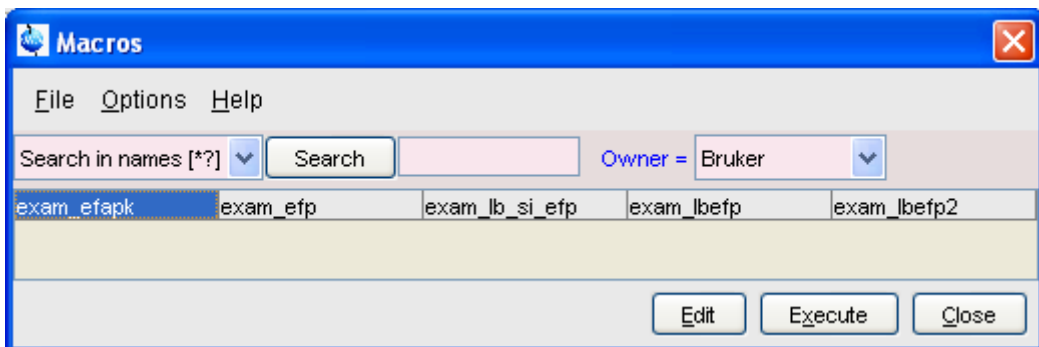 Macros
File Options Help
Search in names [*?] Search Owner = Bruker
exam_efapk exam_efp exam_lb_si_efp exam_lbefp exam_lbefp2
Edit Execute Close